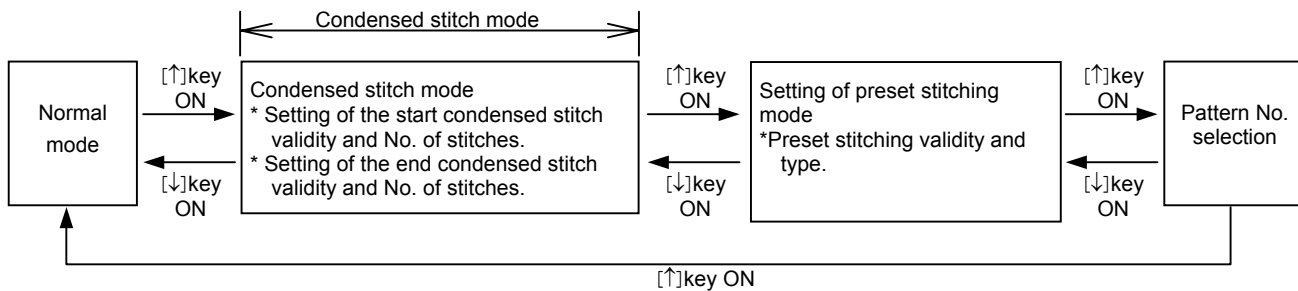 Condensed stitch mode
Normal
mode
[↑]key
ON
[↓]key
ON
Condensed stitch mode
* Setting of the start condensed stitch
validity and No. of stitches.
* Setting of the end condensed stitch
validity and No. of stitches.
[↑]key
ON
[↓]key
ON
Setting of preset stitching
mode
*Preset stitching validity and
type.
[↑]key
ON
[↓]key
ON
Pattern No.
selection
[↑]key ON